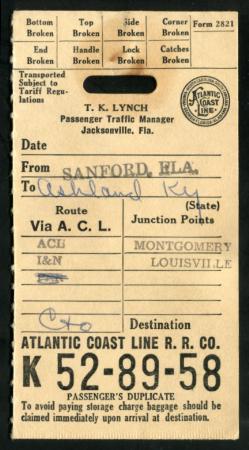 Bottom Broken Top Broken Side Broken Corner Broken Form 2821
End Broken Handle Broken Lock Broken Catches Broken
Transported
Subject to
Tariff Regu-
lations
ATLANTIC
COAST
LINE
T. K. LYNCH
Passenger Traffic Manager
Jacksonville, Fla.
Date
From SANFORD, FLA.
To Ashland Ky
(State)
Route Junction Points
Via A. C. L.
ACL MONTGOMERY
L&N LOUISVILLE
C&O Destination
ATLANTIC COAST LINE R. R. CO.
K 52-89-58
PASSENGER'S DUPLICATE
To avoid paying storage charge baggage should be
claimed immediately upon arrival at destination.